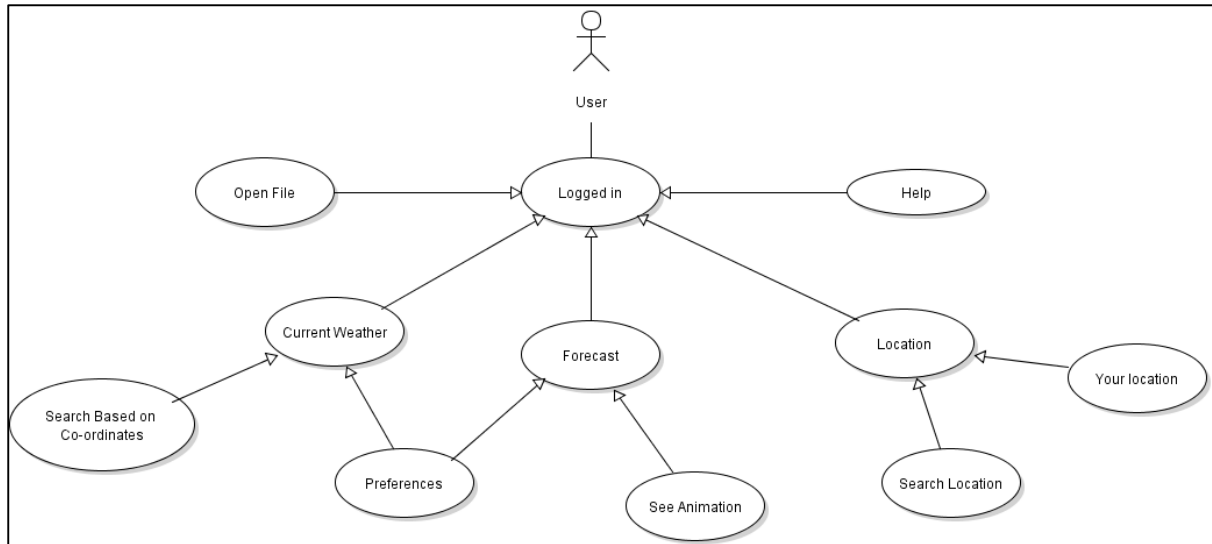 User
Open File
Logged in
Help
Current Weather
Forecast
Location
Your location
Search Based on
Co-ordinates
Preferences
See Animation
Search Location